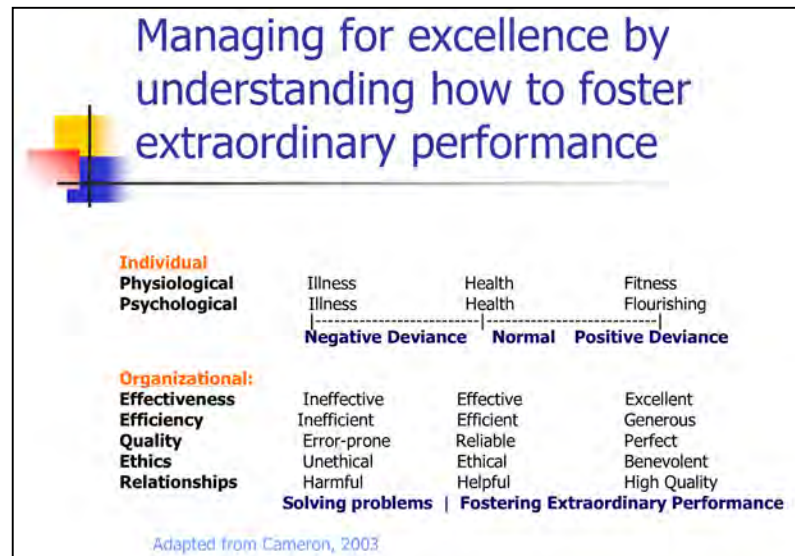 Managing for excellence by
understanding how to foster
extraordinary performance
Individual
Physiological Illness Health Fitness
Psychological Illness Health Flourishing
|------------------------|-------------------------|
Negative Deviance Normal Positive Deviance
Organizational:
Effectiveness Ineffective Effective Excellent
Efficiency Inefficient Efficient Generous
Quality Error-prone Reliable Perfect
Ethics Unethical Ethical Benevolent
Relationships Harmful Helpful High Quality
Solving problems | Fostering Extraordinary Performance
Adapted from Cameron, 2003